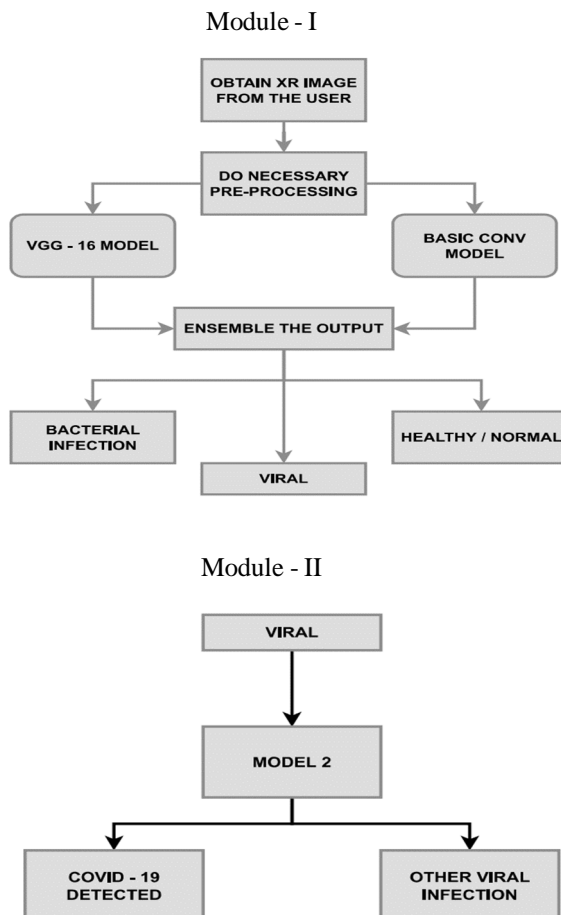 Module - I
OBTAIN XR IMAGE
FROM THE USER
DO NECESSARY
PRE-PROCESSING
VGG - 16 MODEL
BASIC CONV
MODEL
ENSEMBLE THE OUTPUT
BACTERIAL
INFECTION
HEALTHY / NORMAL
VIRAL
Module - II
VIRAL
MODEL 2
COVID - 19
DETECTED
OTHER VIRAL
INFECTION